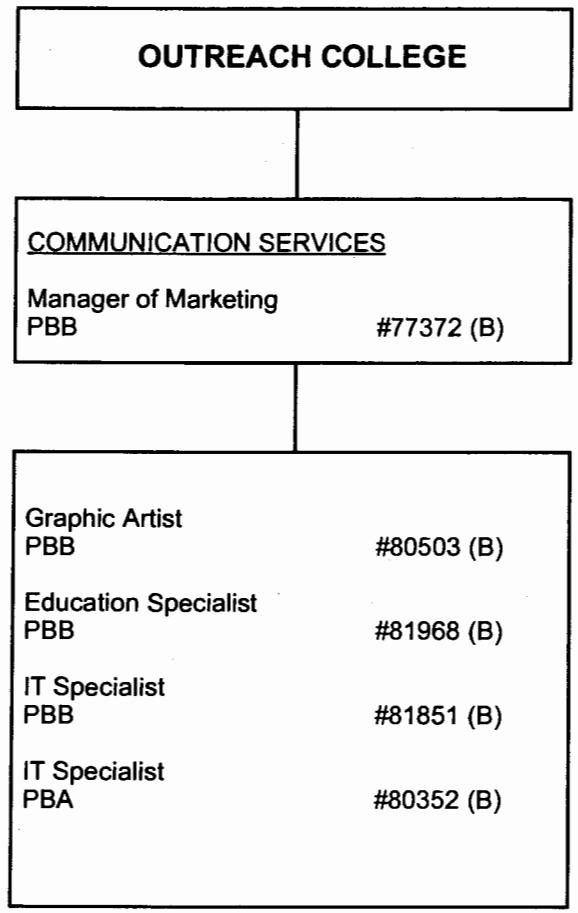 OUTREACH COLLEGE
COMMUNICATION SERVICES
Manager of Marketing
PBB #77372 (B)
Graphic Artist
PBB #80503 (B)
Education Specialist
PBB #81968 (B)
IT Specialist
PBB #81851 (B)
IT Specialist
PBA #80352 (B)